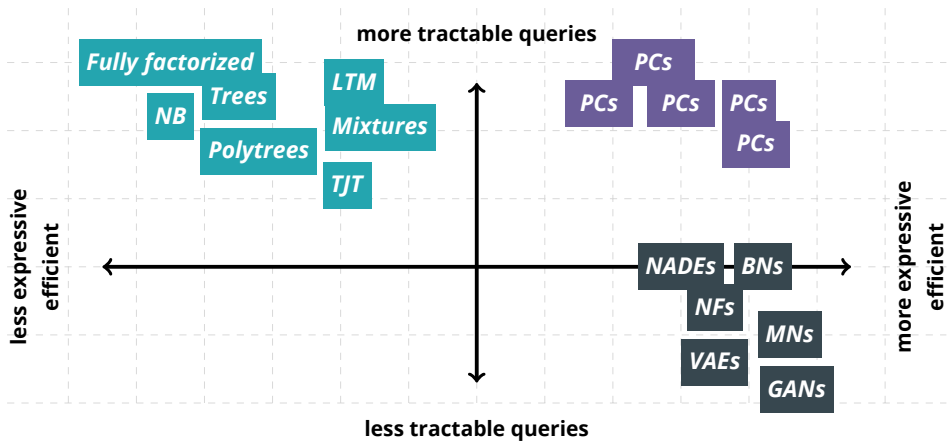 more tractable queries
Fully factorized
LTM
PCs
Trees
NB
PCs
PCs
PCs
Mixtures
Polytrees
PCs
TJT
less expressive
efficient
more expressive
efficient
NADEs
BNs
NFs
MNs
VAEs
GANs
less tractable queries